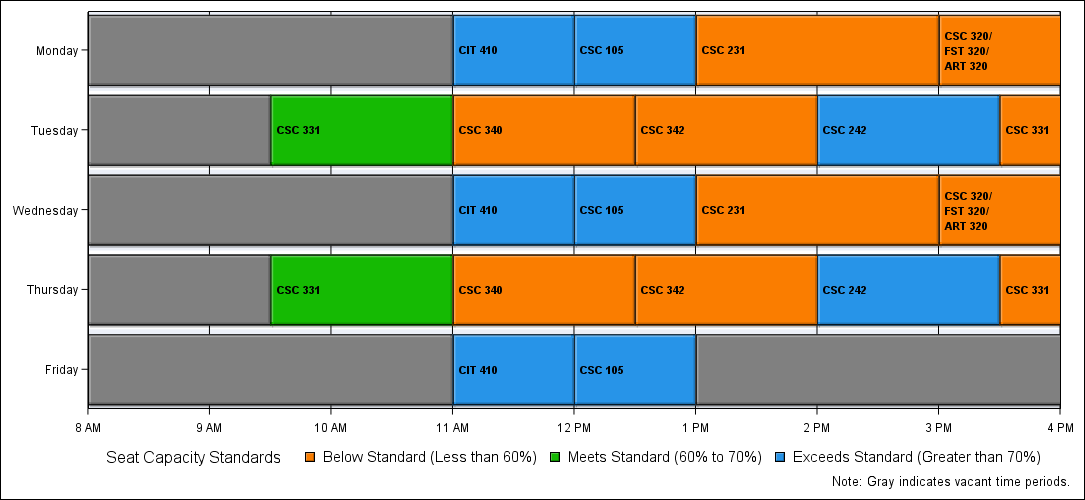 Monday
CIT 410
CSC 105
CSC 231
CSC 320/
FST 320/
ART 320
Tuesday
CSC 331
CSC 340
CSC 342
CSC 242
CSC 331
Wednesday
CIT 410
CSC 105
CSC 231
CSC 320/
FST 320/
ART 320
Thursday
CSC 331
CSC 340
CSC 342
CSC 242
CSC 331
Friday
CIT 410
CSC 105
8 AM 9 AM 10 AM 11 AM 12 PM 1 PM 2 PM 3 PM 4 PM
Seat Capacity Standards Below Standard (Less than 60%) Meets Standard (60% to 70%) Exceeds Standard (Greater than 70%)
Note: Gray indicates vacant time periods.